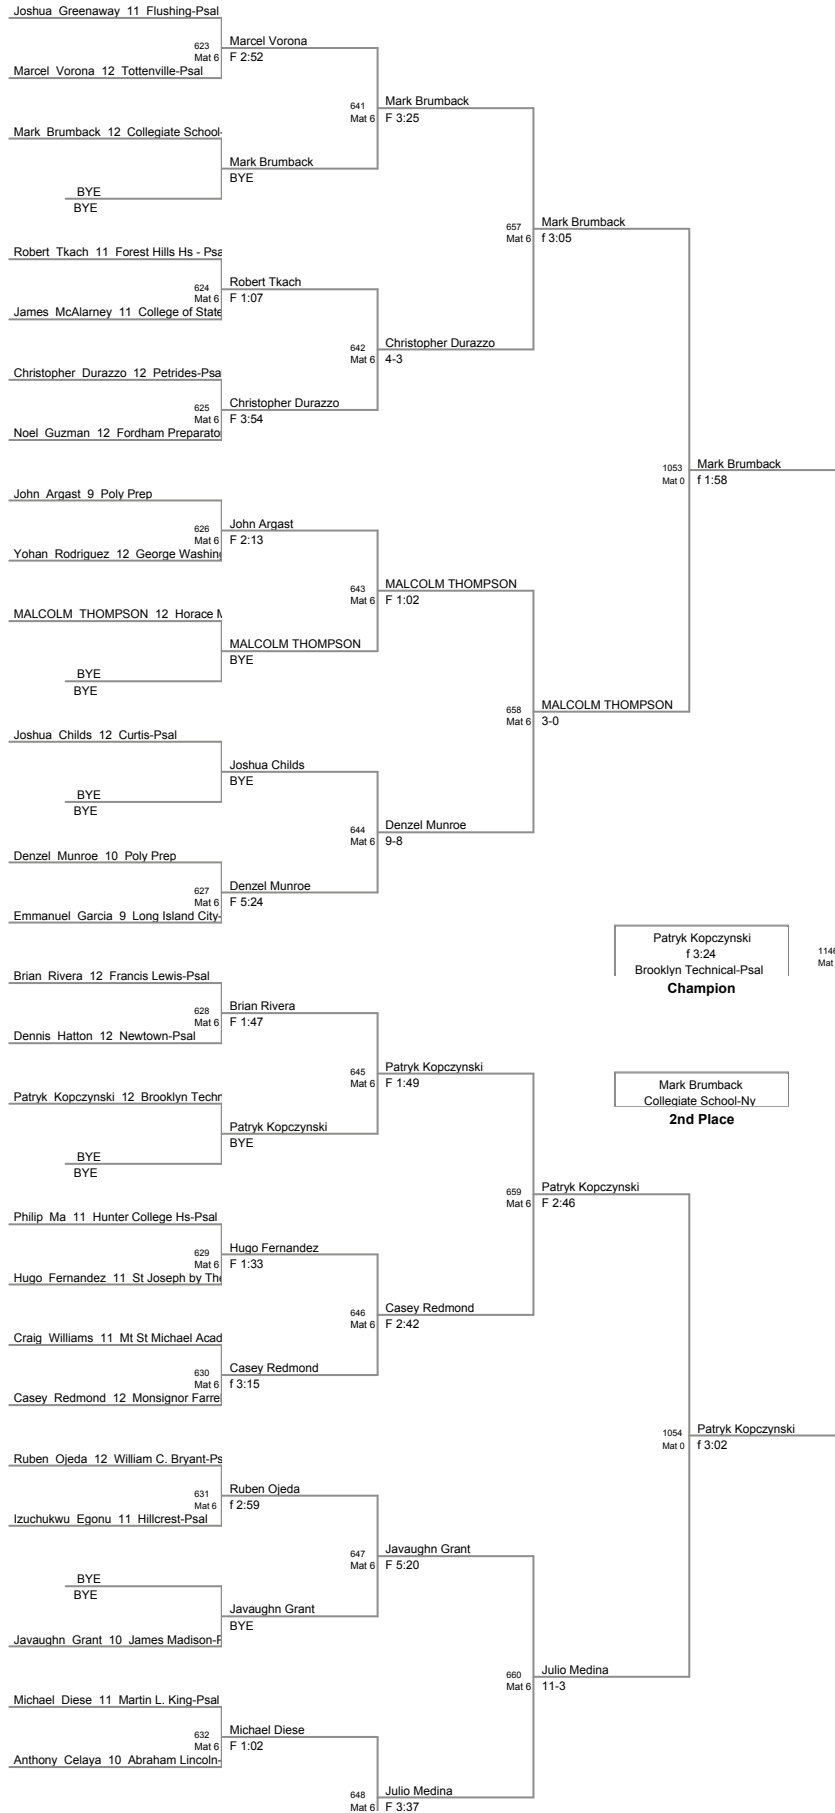 Joshua Greenaway 11 Flushing-Psal
623
Mat 6
Marcel Vorona
F 2:52
Marcel Vorona 12 Tottenville-Psal
641
Mat 6
Mark Brumback
F 3:25
Mark Brumback 12 Collegiate School-
Mark Brumback
BYE
BYE
BYE
657
Mat 6
Mark Brumback
f 3:05
Robert Tkach 11 Forest Hills Hs - Psa
624
Mat 6
Robert Tkach
F 1:07
James McAlarney 11 College of State
642
Mat 6
Christopher Durazzo
4-3
Christopher Durazzo 12 Petrides-Psa
625
Mat 6
Christopher Durazzo
F 3:54
Noel Guzman 12 Fordham Preparato
1053
Mat 0
Mark Brumback
f 1:58
John Argast 9 Poly Prep
626
Mat 6
John Argast
F 2:13
Yohan Rodriguez 12 George Washing
643
Mat 6
MALCOLM THOMPSON
F 1:02
MALCOLM THOMPSON 12 Horace M
MALCOLM THOMPSON
BYE
BYE
BYE
658
Mat 6
MALCOLM THOMPSON
3-0
Joshua Childs 12 Curtis-Psal
Joshua Childs
BYE
BYE
BYE
644
Mat 6
Denzel Munroe
9-8
Denzel Munroe 10 Poly Prep
627
Mat 6
Denzel Munroe
F 5:24
Emmanuel Garcia 9 Long Island City-
Patryk Kopczynski
f 3:24
Brooklyn Technical-Psal
Champion
1146
Mat
Brian Rivera 12 Francis Lewis-Psal
628
Mat 6
Brian Rivera
F 1:47
Dennis Hatton 12 Newtown-Psal
645
Mat 6
Patryk Kopczynski
F 1:49
Mark Brumback
Collegiate School-Ny
2nd Place
Patryk Kopczynski 12 Brooklyn Techn
Patryk Kopczynski
BYE
BYE
BYE
659
Mat 6
Patryk Kopczynski
F 2:46
Philip Ma 11 Hunter College Hs-Psal
629
Mat 6
Hugo Fernandez
F 1:33
Hugo Fernandez 11 St Joseph by The
646
Mat 6
Casey Redmond
F 2:42
Craig Williams 11 Mt St Michael Acad
630
Mat 6
Casey Redmond
f 3:15
Casey Redmond 12 Monsignor Farre
1054
Mat 0
Patryk Kopczynski
f 3:02
Ruben Ojeda 12 William C. Bryant-Ps
631
Mat 6
Ruben Ojeda
f 2:59
Izuchukwu Egonu 11 Hillcrest-Psal
647
Mat 6
Javaughn Grant
F 5:20
BYE
BYE
Javaughn Grant
BYE
Javaughn Grant 10 James Madison-P
660
Mat 6
Julio Medina
11-3
Michael Diese 11 Martin L. King-Psal
632
Mat 6
Michael Diese
F 1:02
Anthony Celaya 10 Abraham Lincoln-
648
Mat 6
Julio Medina
F 3:37